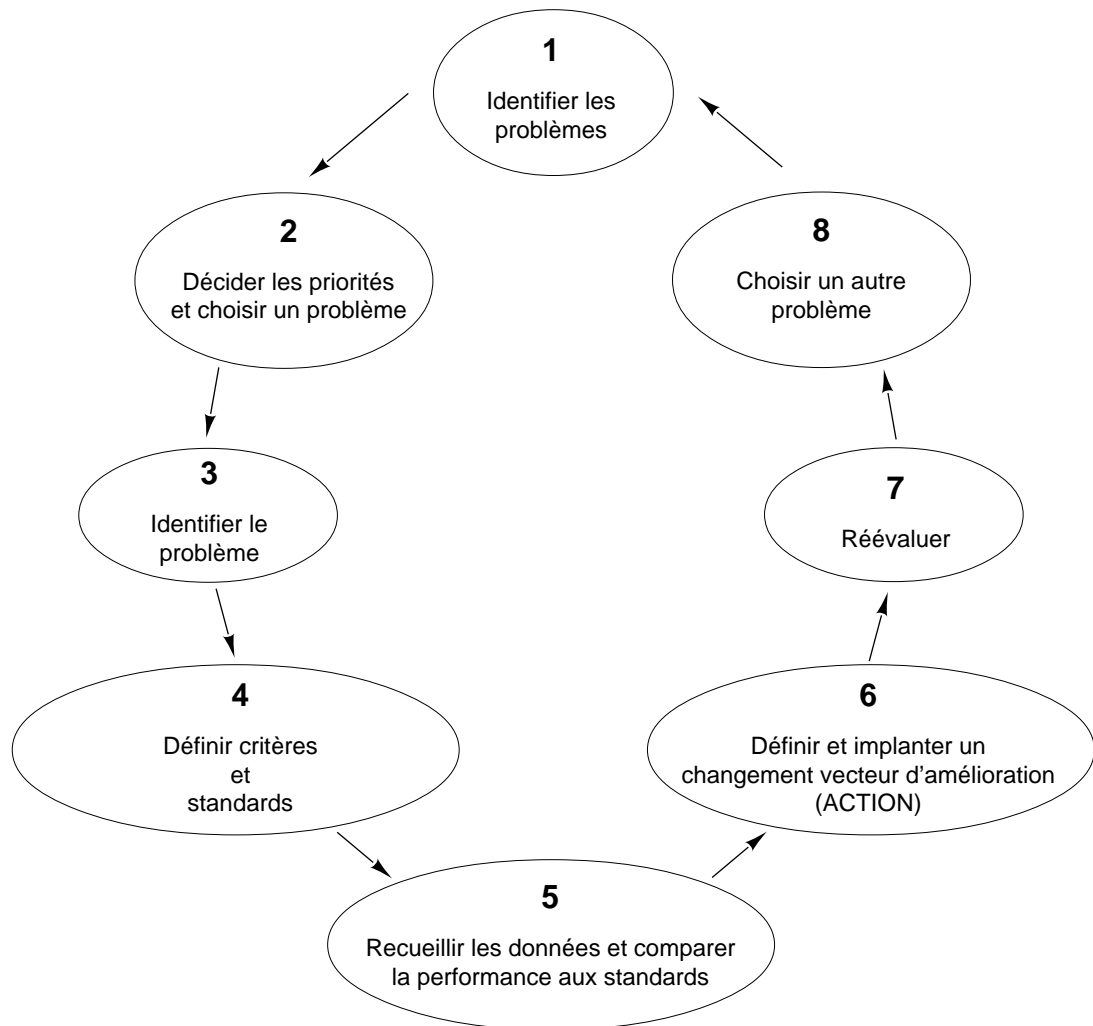 1
Identifier les
problèmes
2
Décider les priorités
et choisir un problème
3
Identifier le
problème
4
Définir critères
et
standards
5
Recueillir les données et comparer
la performance aux standards
6
Définir et implanter un
changement vecteur d'amélioration
(ACTION)
7
Réévaluer
8
Choisir un autre
problème